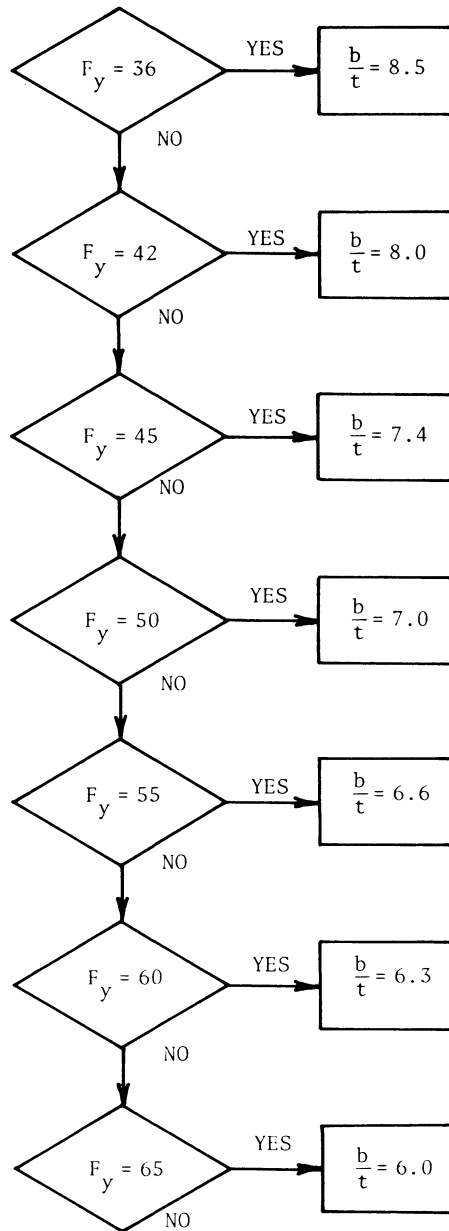 F_y = 36
YES
b/t = 8.5
NO
F_y = 42
YES
b/t = 8.0
NO
F_y = 45
YES
b/t = 7.4
NO
F_y = 50
YES
b/t = 7.0
NO
F_y = 55
YES
b/t = 6.6
NO
F_y = 60
YES
b/t = 6.3
NO
F_y = 65
YES
b/t = 6.0
NO